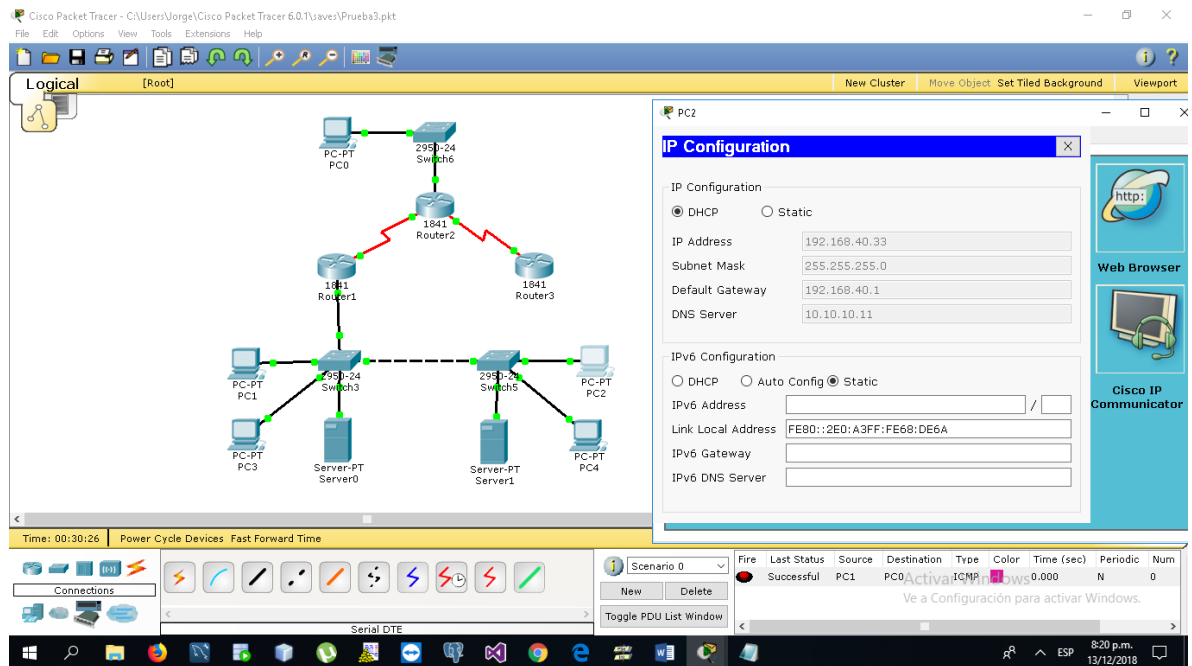 Cisco Packet Tracer - C:\Users\Jorge\Cisco Packet Tracer 6.0.1\saves\Prueba3.pkt
File Edit Options View Tools Extensions Help
Logical [Root] New Cluster Move Object Set Tiled Background Viewport
PC-PT
PC0
2950-24
Switch6
1841
Router2
1841
Router1
1841
Router3
PC-PT
PC1
2950-24
Switch3
2950-24
Switch5
PC-PT
PC2
PC-PT
PC3
Server-PT
Server0
Server-PT
Server1
PC-PT
PC4
PC2
IP Configuration X
IP Configuration
DHCP Static
IP Address 192.168.40.33
Subnet Mask 255.255.255.0
Default Gateway 192.168.40.1
DNS Server 10.10.10.11
IPv6 Configuration
DHCP Auto Config Static
IPv6 Address /
Link Local Address FE80::2E0:A3FF:FE68:DE6A
IPv6 Gateway
IPv6 DNS Server
http:
Web Browser
Cisco IP
Communicator
Time: 00:30:26 Power Cycle Devices Fast Forward Time
Connections
Serial DTE
Scenario 0
New Delete
Toggle PDU List Window
Fire Last Status Source Destination Type Color Time (sec) Periodic Num
Successful PC1 PC0 ICMP 0.000 N 0
Activar Windows
Ve a Configuración para activar Windows.
ESP
8:20 p.m.
13/12/2018